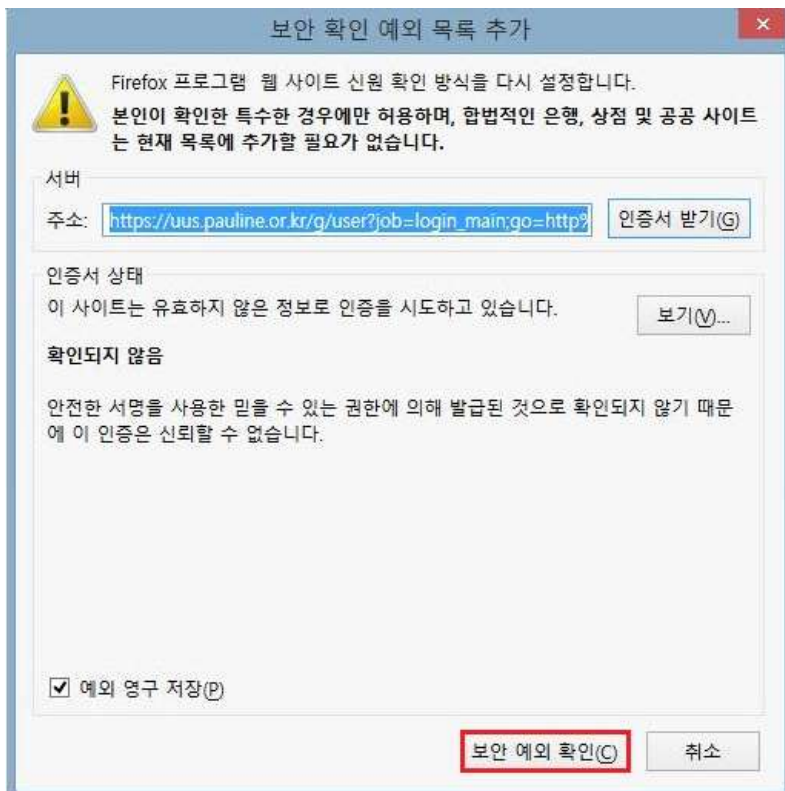 보안 확인 예외 목록 추가
Firefox 프로그램 웹 사이트 신원 확인 방식을 다시 설정합니다.
본인이 확인한 특수한 경우에만 허용하며, 합법적인 은행, 상점 및 공공 사이트
는 현재 목록에 추가할 필요가 없습니다.
서버
주소: https://uus.pauline.or.kr/g/user?job=login_main;go=http% 인증서 받기(G)
인증서 상태
이 사이트는 유효하지 않은 정보로 인증을 시도하고 있습니다. 보기(V)...
확인되지 않음
안전한 서명을 사용한 믿을 수 있는 권한에 의해 발급된 것으로 확인되지 않기 때문
에 이 인증은 신뢰할 수 없습니다.
예외 영구 저장(P)
보안 예외 확인(C) 취소